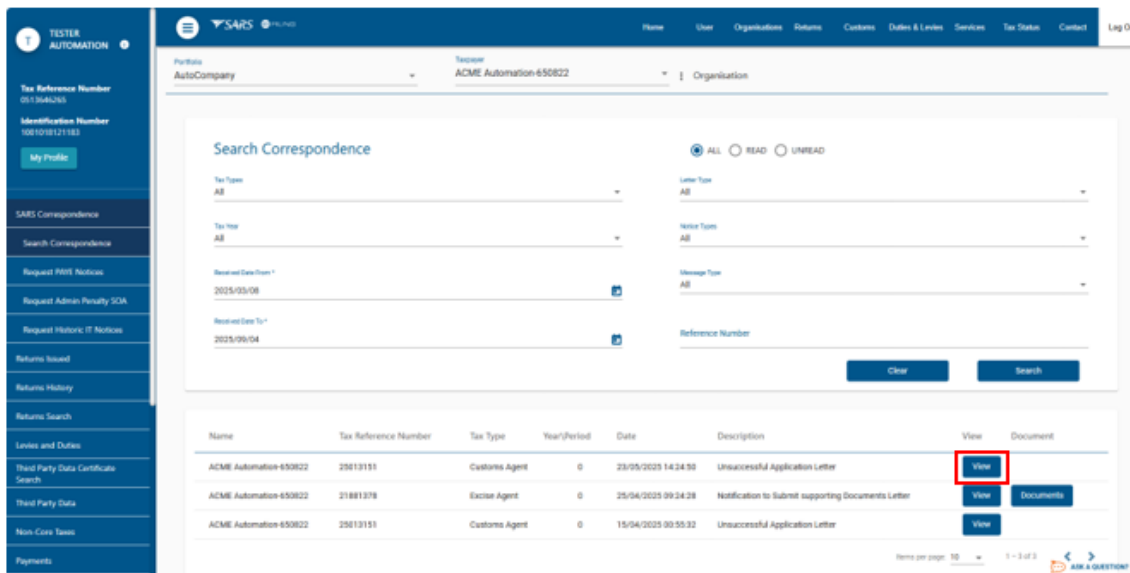 T
TESTER
AUTOMATION
Tax Reference Number
0513646265
Identification Number
1001010121183
My Profile
SARS Correspondence
Search Correspondence
Request PAYE Notices
Request Admin Penalty SOA
Request Historic IT Notices
Returns Issued
Returns History
Returns Search
Levies and Duties
Third Party Data Certificate
Search
Third Party Data
Non-Core Taxes
Payments
SARS eFILING
Home User Organisations Returns Customs Duties & Levies Services Tax Status Contact Log O
Portfolio
AutoCompany
Taxpayer
ACME Automation-650822
Organisation
Search Correspondence
ALL READ UNREAD
Tax Types
All
Letter Type
All
Tax Year
All
Notice Types
All
Received Date From *
2025/03/08
Message Type
All
Received Date To *
2025/09/04
Reference Number
Clear Search
Name Tax Reference Number Tax Type Year\Period Date Description View Document
ACME Automation-650822 25013151 Customs Agent 0 23/05/2025 14:24:50 Unsuccessful Application Letter View
ACME Automation-650822 21881378 Excise Agent 0 25/04/2025 09:24:28 Notification to Submit supporting Documents Letter View Documents
ACME Automation-650822 25013151 Customs Agent 0 15/04/2025 00:55:32 Unsuccessful Application Letter View
Items per page: 10 1 – 3 of 3
ASK A QUESTION?